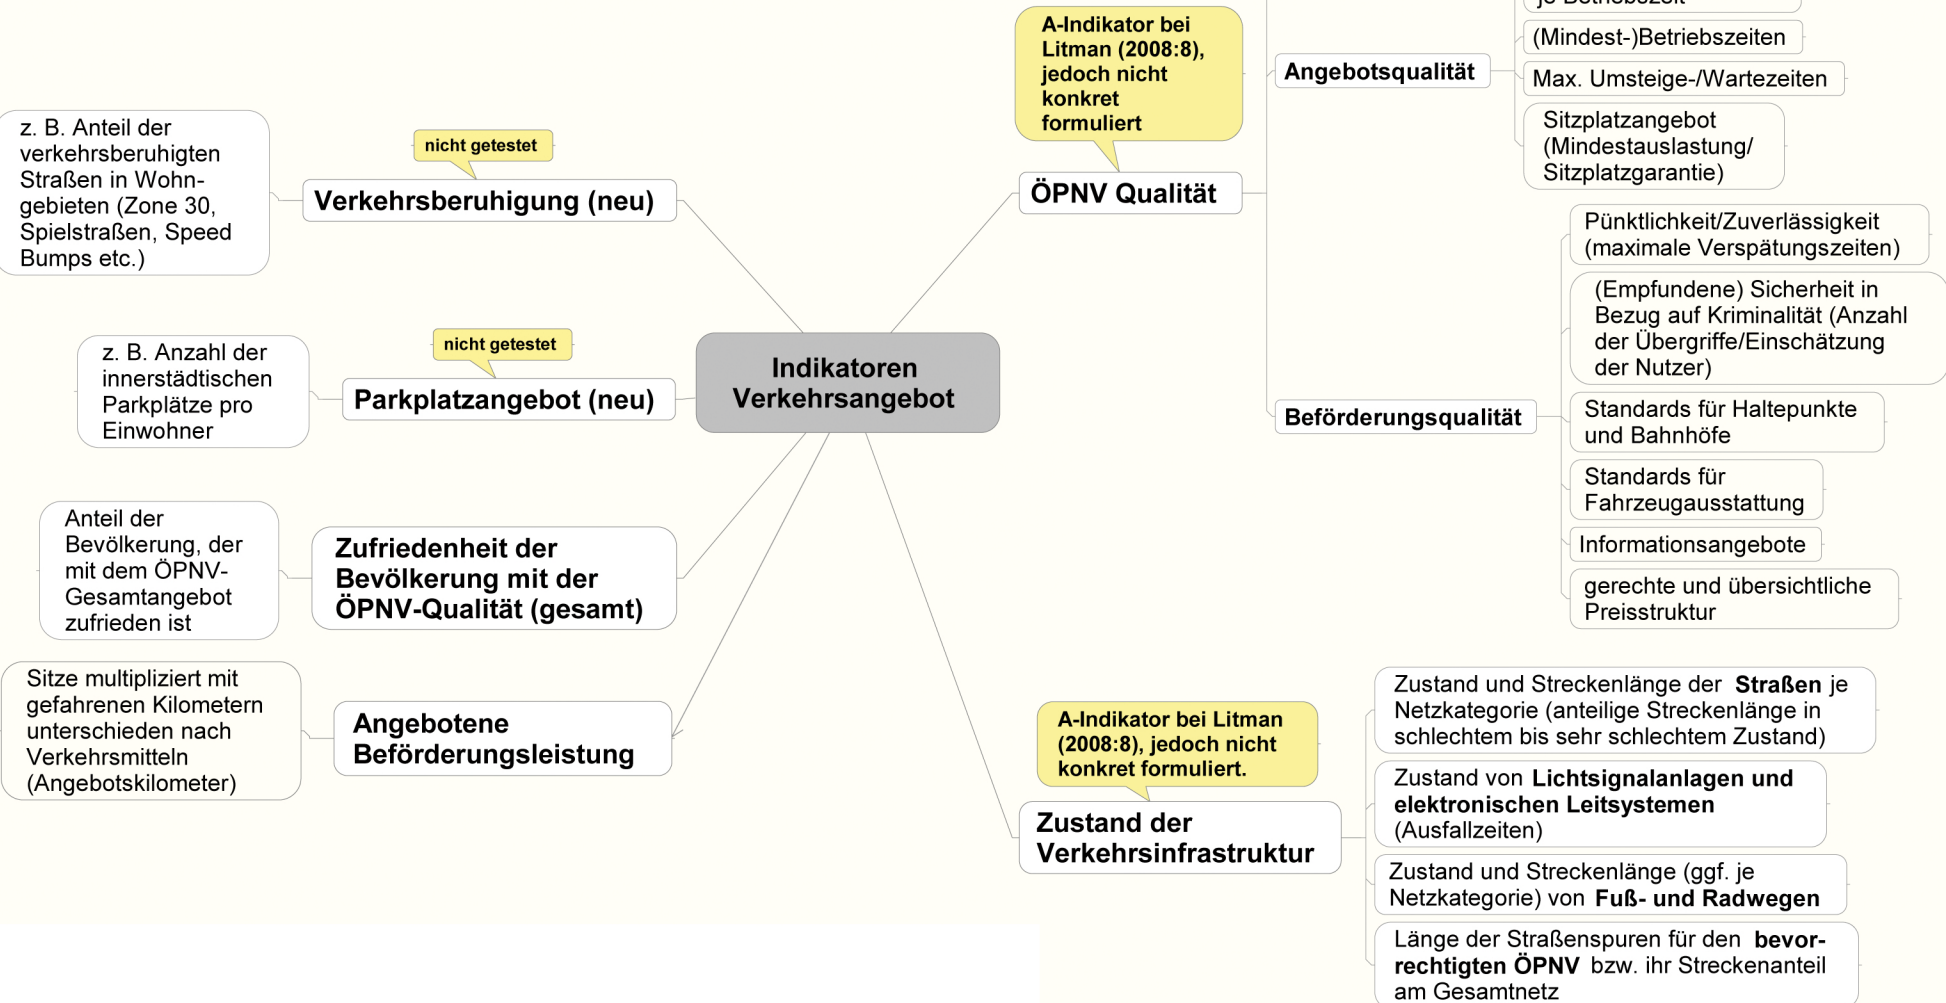 z. B. Anteil der
verkehrsberuhigten
Straßen in Wohn-
gebieten (Zone 30,
Spielstraßen, Speed
Bumps etc.)
nicht getestet
Verkehrsberuhigung (neu)
z. B. Anzahl der
innerstädtischen
Parkplätze pro
Einwohner
nicht getestet
Parkplatzangebot (neu)
Anteil der
Bevölkerung, der
mit dem ÖPNV-
Gesamtangebot
zufrieden ist
Zufriedenheit der
Bevölkerung mit der
ÖPNV-Qualität (gesamt)
Sitze multipliziert mit
gefahrenen Kilometern
unterschieden nach
Verkehrsmitteln
(Angebotskilometer)
Angebotene
Beförderungsleistung
Indikatoren
Verkehrsangebot
A-Indikator bei
Litman (2008:8),
jedoch nicht
konkret
formuliert
ÖPNV Qualität
Angebotsqualität
je Betriebszeit
(Mindest-)Betriebszeiten
Max. Umsteige-/Wartezeiten
Sitzplatzangebot
(Mindestauslastung/
Sitzplatzgarantie)
Beförderungsqualität
Pünktlichkeit/Zuverlässigkeit
(maximale Verspätungszeiten)
(Empfundene) Sicherheit in
Bezug auf Kriminalität (Anzahl
der Übergriffe/Einschätzung
der Nutzer)
Standards für Haltepunkte
und Bahnhöfe
Standards für
Fahrzeugausstattung
Informationsangebote
gerechte und übersichtliche
Preisstruktur
A-Indikator bei Litman
(2008:8), jedoch nicht
konkret formuliert.
Zustand der
Verkehrsinfrastruktur
Zustand und Streckenlänge der Straßen je
Netzkategorie (anteilige Streckenlänge in
schlechtem bis sehr schlechtem Zustand)
Zustand von Lichtsignalanlagen und
elektronischen Leitsystemen
(Ausfallzeiten)
Zustand und Streckenlänge (ggf. je
Netzkategorie) von Fuß- und Radwegen
Länge der Straßenspuren für den bevor-
rechtigten ÖPNV bzw. ihr Streckenanteil
am Gesamtnetz